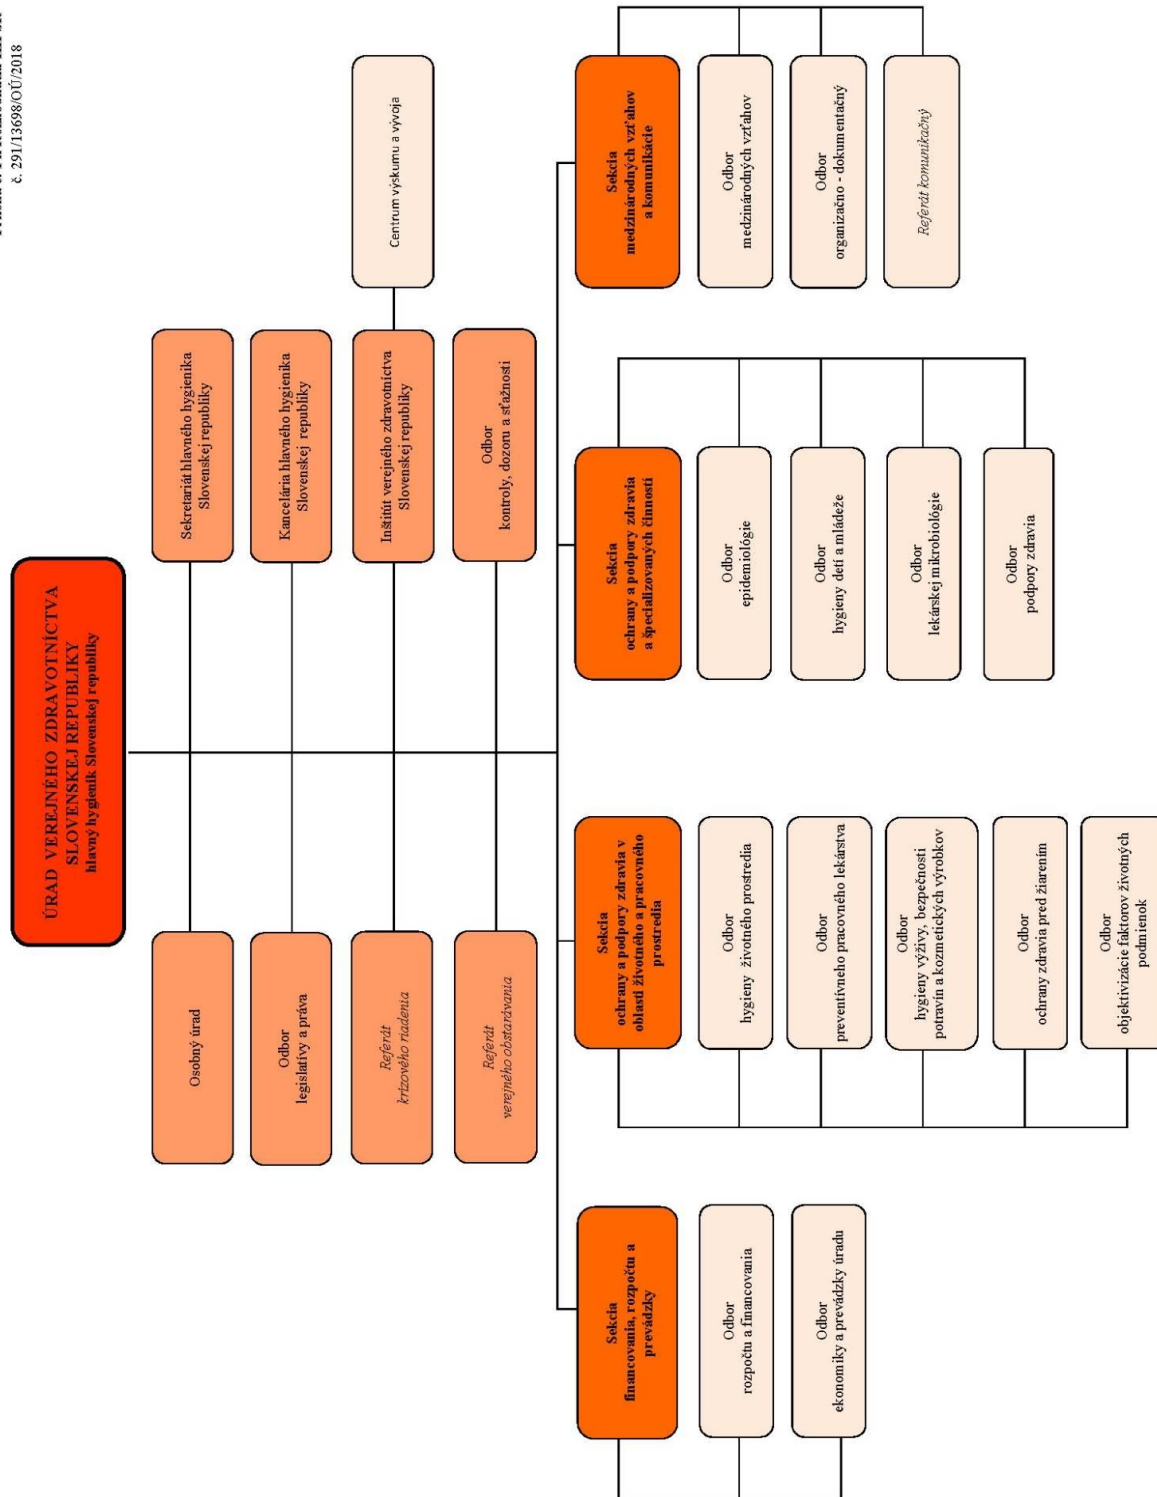 č. 291/13698/OÚ/2018
ÚRAD VEREJNÉHO ZDRAVOTNÍCTVA
SLOVENSKEJ REPUBLIKY
hlavný hygienik Slovenskej republiky
Osobný úrad
Sekretariát hlavného hygienika
Slovenskej republiky
Odbor
legislatívy a práva
Kancelária hlavného hygienika
Slovenskej republiky
Referát
krízového riadenia
Inštitút verejného zdravotníctva
Slovenskej republiky
Centrum výskumu a vývoja
Referát
verejného obstarávania
Odbor
kontroly, dozoru a sťažnosti
Sekcia
financovania, rozpočtu a
prevádzky
Odbor
rozpočtu a financovania
Odbor
ekonomiky a prevádzky úradu
Sekcia
ochrany a podpory zdravia v
oblasti životného a pracovného
prostredia
Odbor
hygieny životného prostredia
Odbor
preventívneho pracovného lekárstva
Odbor
hygieny výživy, bezpečnosti
potravín a kozmetických výrobkov
Odbor
ochrany zdravia pred žiarením
Odbor
objektivizácie faktorov životných
podmienok
Sekcia
ochrany a podpory zdravia
a špecializovaných činností
Odbor
epidemiológie
Odbor
hygieny detí a mládeže
Odbor
lekárskej mikrobiológie
Odbor
podpory zdravia
Sekcia
medzinárodných vzťahov
a komunikácie
Odbor
medzinárodných vzťahov
Odbor
organizačno - dokumentačný
Referát komunikačný